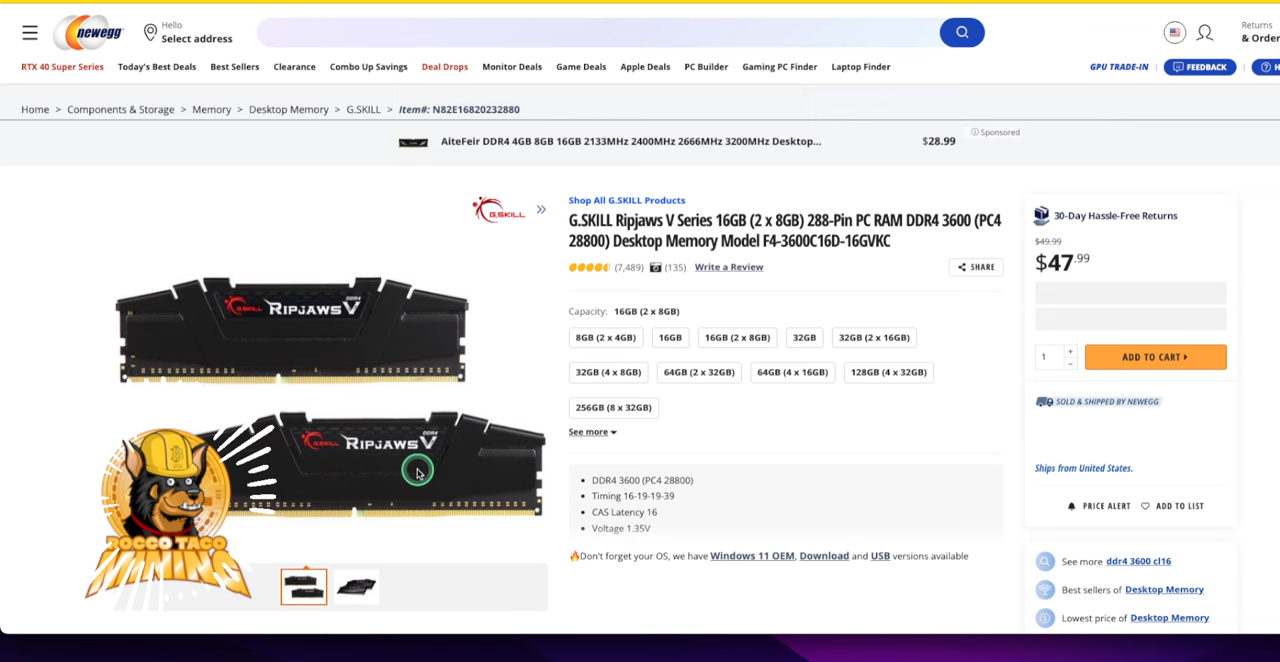 newegg
Hello
Select address
Returns
& Order
RTX 40 Super Series
Today's Best Deals
Best Sellers
Clearance
Combo Up Savings
Deal Drops
Monitor Deals
Game Deals
Apple Deals
PC Builder
Gaming PC Finder
Laptop Finder
GPU TRADE-IN
FEEDBACK
H
Home > Components & Storage > Memory > Desktop Memory > G.SKILL > Item#: N82E16820232880
AiteFeir DDR4 4GB 8GB 16GB 2133MHz 2400MHz 2666MHz 3200MHz Desktop...
$28.99
Sponsored
G.SKILL
Shop All G.SKILL Products
G.SKILL Ripjaws V Series 16GB (2 x 8GB) 288-Pin PC RAM DDR4 3600 (PC4
28800) Desktop Memory Model F4-3600C16D-16GVKC
(7,489)
(135)
Write a Review
SHARE
Capacity: 16GB (2 x 8GB)
8GB (2 x 4GB)
16GB
16GB (2 x 8GB)
32GB
32GB (2 x 16GB)
32GB (4 x 8GB)
64GB (2 x 32GB)
64GB (4 x 16GB)
128GB (4 x 32GB)
256GB (8 x 32GB)
See more
DDR4 3600 (PC4 28800)
Timing 16-19-19-39
CAS Latency 16
Voltage 1.35V
Don't forget your OS, we have Windows 11 OEM, Download and USB versions available
30-Day Hassle-Free Returns
$49.99
$47.99
1
+
−
ADD TO CART
SOLD & SHIPPED BY NEWEGG
Ships from United States.
PRICE ALERT
ADD TO LIST
See more ddr4 3600 cl16
Best sellers of Desktop Memory
Lowest price of Desktop Memory
G.SKILL
RIPJAWS V
DDR4
G.SKILL
RIPJAWS V
DDR4
ROCCO TACO
MINING